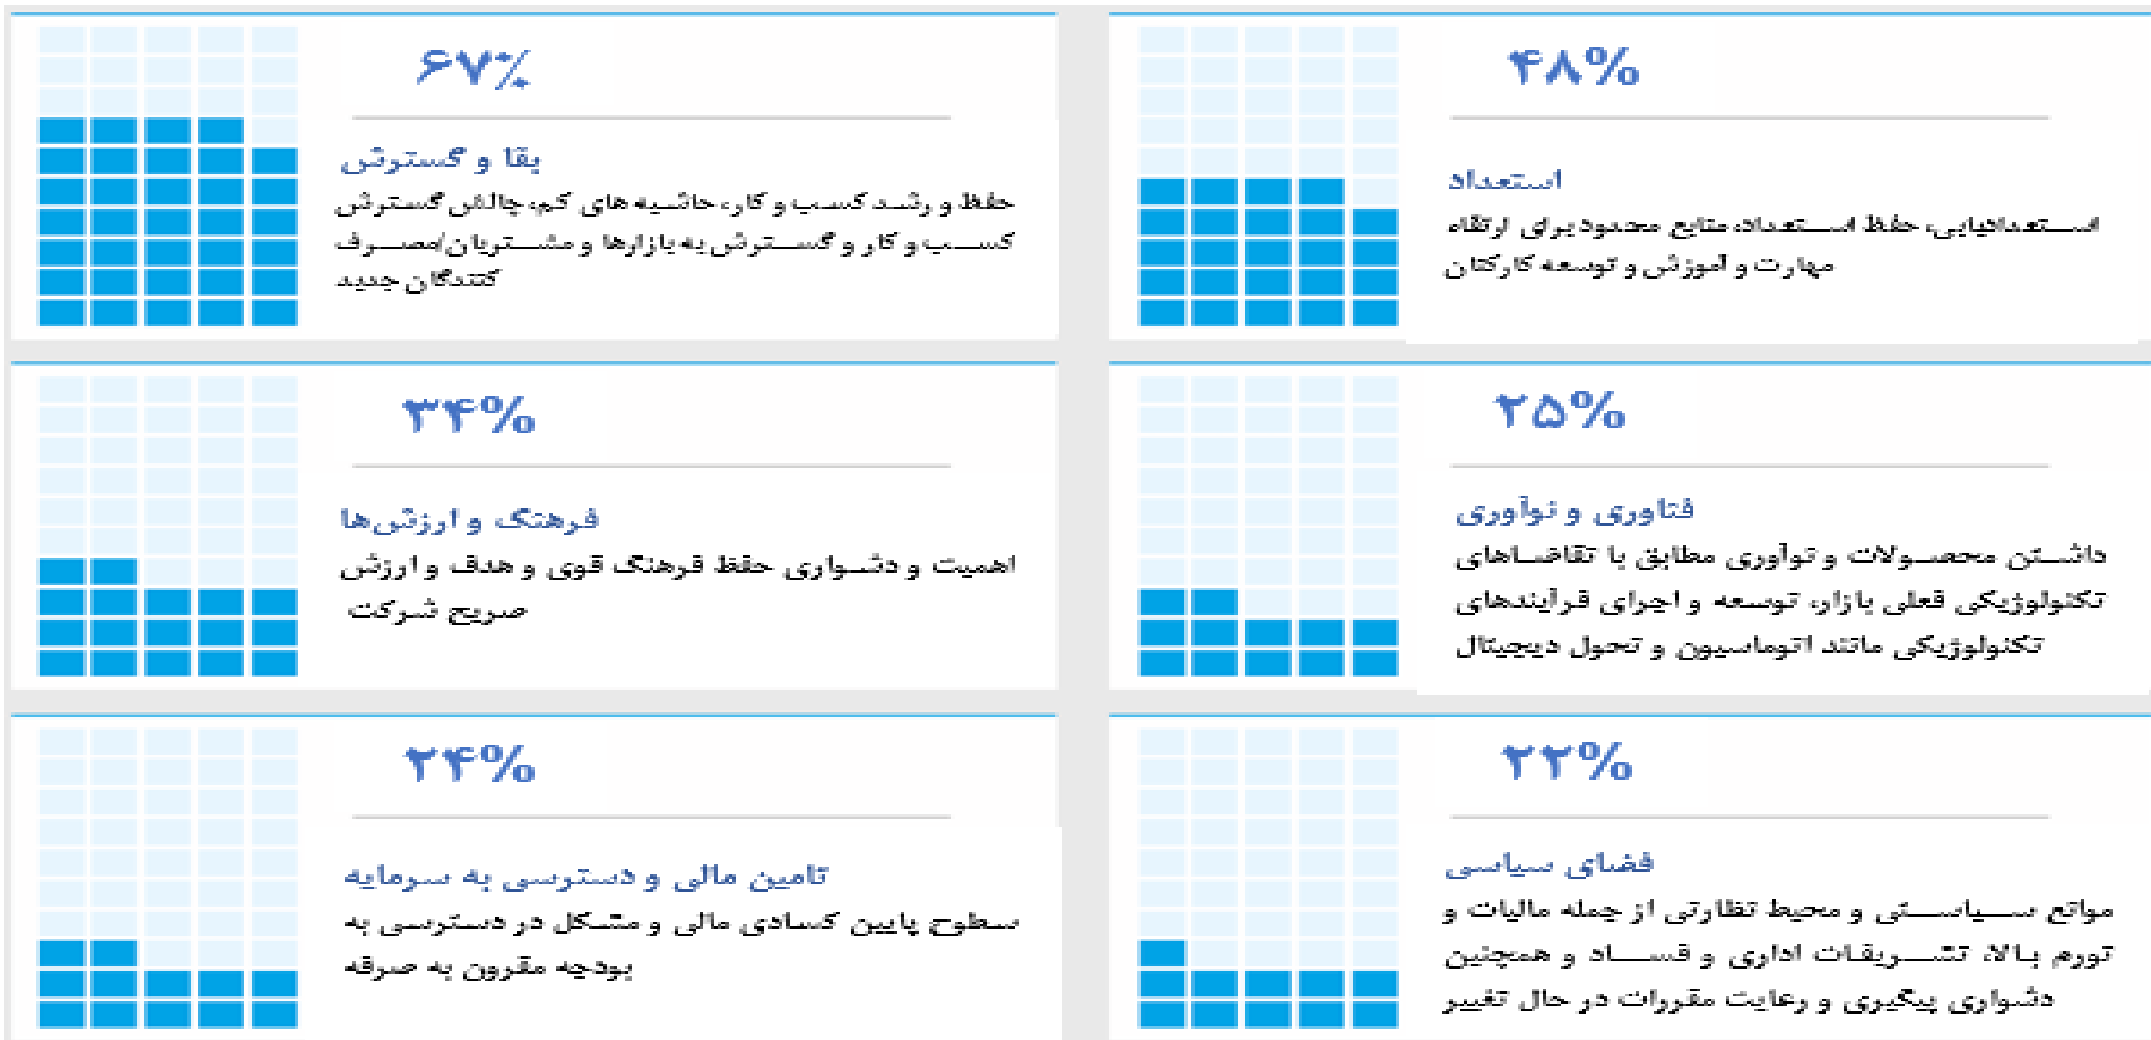 ۶۷٪
بقا و گسترش
حفظ و رشد کسب و کار، حاشیه های کم، چالش گسترش
کسب و کار و گسترش به بازارها و مشتریان/مصرف
کنندگان جدید
۴۸%
استعداد
استعدادیابی، حفظ استعداد، منابع محدود برای ارتقاء
مهارت و آموزش و توسعه کارکنان
۳۴%
فرهنگ و ارزش‌ها
اهمیت و دشواری حفظ فرهنگ قوی و هدف و ارزش
صریح شرکت
۲۵%
فناوری و نوآوری
داشتن محصولات و نوآوری مطابق با تقاضاهای
تکنولوژیکی فعلی بازار، توسعه و اجرای فرآیندهای
تکنولوژیکی مانند اتوماسیون و تحول دیجیتال
۲۴%
تامین مالی و دسترسی به سرمایه
سطوح پایین کسادی مالی و مشکل در دسترسی به
بودجه مقرون به صرفه
۲۲%
فضای سیاسی
موانع سیاستی و محیط نظارتی از جمله مالیات و
تورم بالا، تشریفات اداری و فساد و همچنین
دشواری پیگیری و رعایت مقررات در حال تغییر